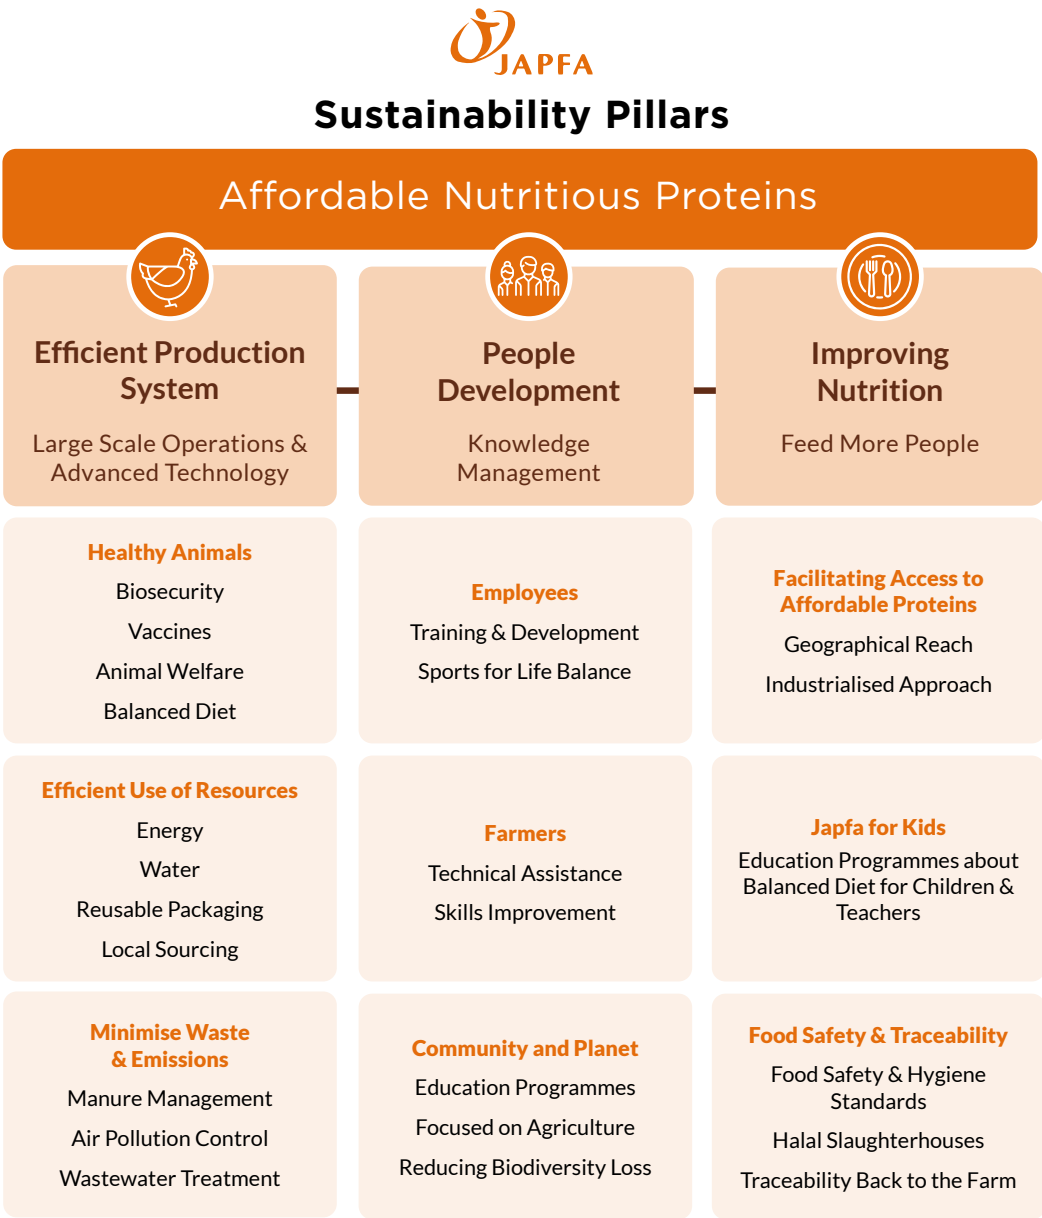 JAPFA
Sustainability Pillars
Affordable Nutritious Proteins
Efficient Production
System
Large Scale Operations &
Advanced Technology
People
Development
Knowledge
Management
Improving
Nutrition
Feed More People
Healthy Animals
Biosecurity
Vaccines
Animal Welfare
Balanced Diet
Employees
Training & Development
Sports for Life Balance
Facilitating Access to
Affordable Proteins
Geographical Reach
Industrialised Approach
Efficient Use of Resources
Energy
Water
Reusable Packaging
Local Sourcing
Farmers
Technical Assistance
Skills Improvement
Japfa for Kids
Education Programmes about
Balanced Diet for Children &
Teachers
Minimise Waste
& Emissions
Manure Management
Air Pollution Control
Wastewater Treatment
Community and Planet
Education Programmes
Focused on Agriculture
Reducing Biodiversity Loss
Food Safety & Traceability
Food Safety & Hygiene
Standards
Halal Slaughterhouses
Traceability Back to the Farm